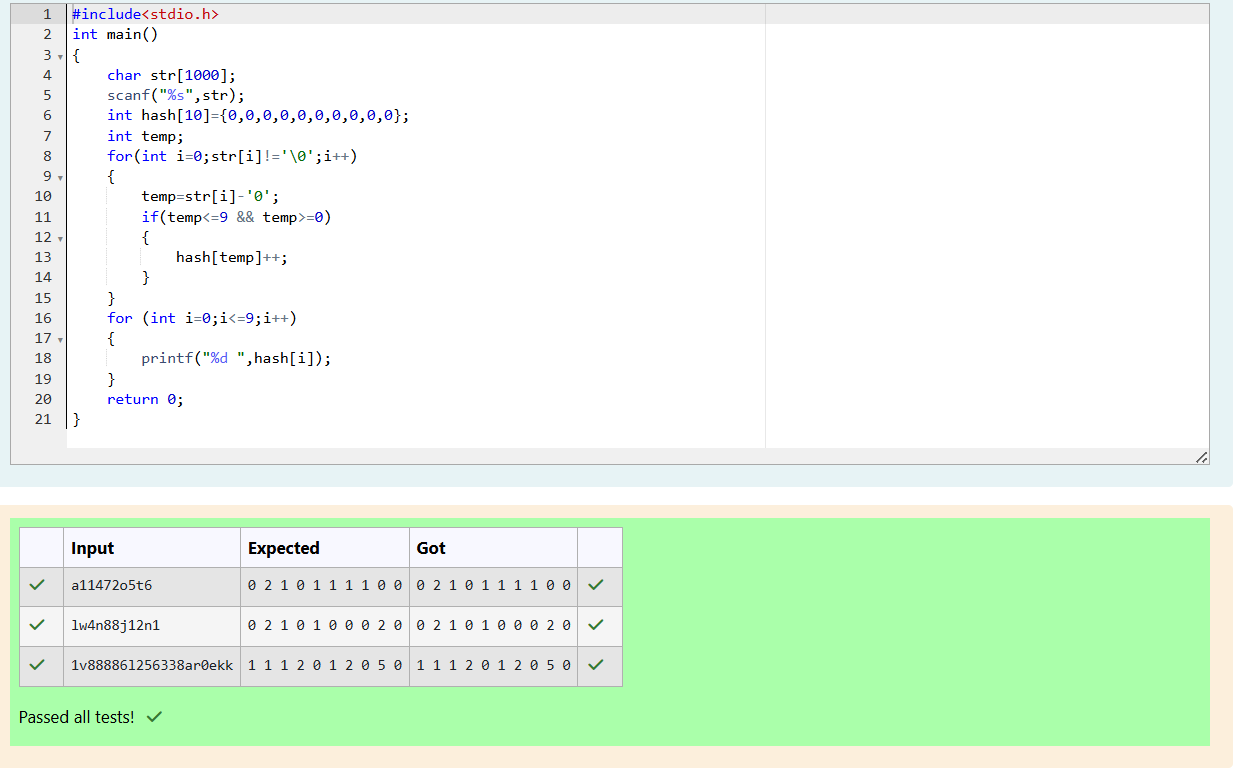 1 #include<stdio.h>
2 int main()
3 {
4     char str[1000];
5     scanf("%s",str);
6     int hash[10]={0,0,0,0,0,0,0,0,0,0};
7     int temp;
8     for(int i=0;str[i]!='\0';i++)
9     {
10         temp=str[i]-'0';
11         if(temp<=9 && temp>=0)
12         {
13             hash[temp]++;
14         }
15     }
16     for (int i=0;i<=9;i++)
17     {
18         printf("%d ",hash[i]);
19     }
20     return 0;
21 }
Input Expected Got
a11472o5t6 0 2 1 0 1 1 1 1 0 0 0 2 1 0 1 1 1 1 0 0
lw4n88j12n1 0 2 1 0 1 0 0 0 2 0 0 2 1 0 1 0 0 0 2 0
1v88886l256338ar0ekk 1 1 1 2 0 1 2 0 5 0 1 1 1 2 0 1 2 0 5 0
Passed all tests!